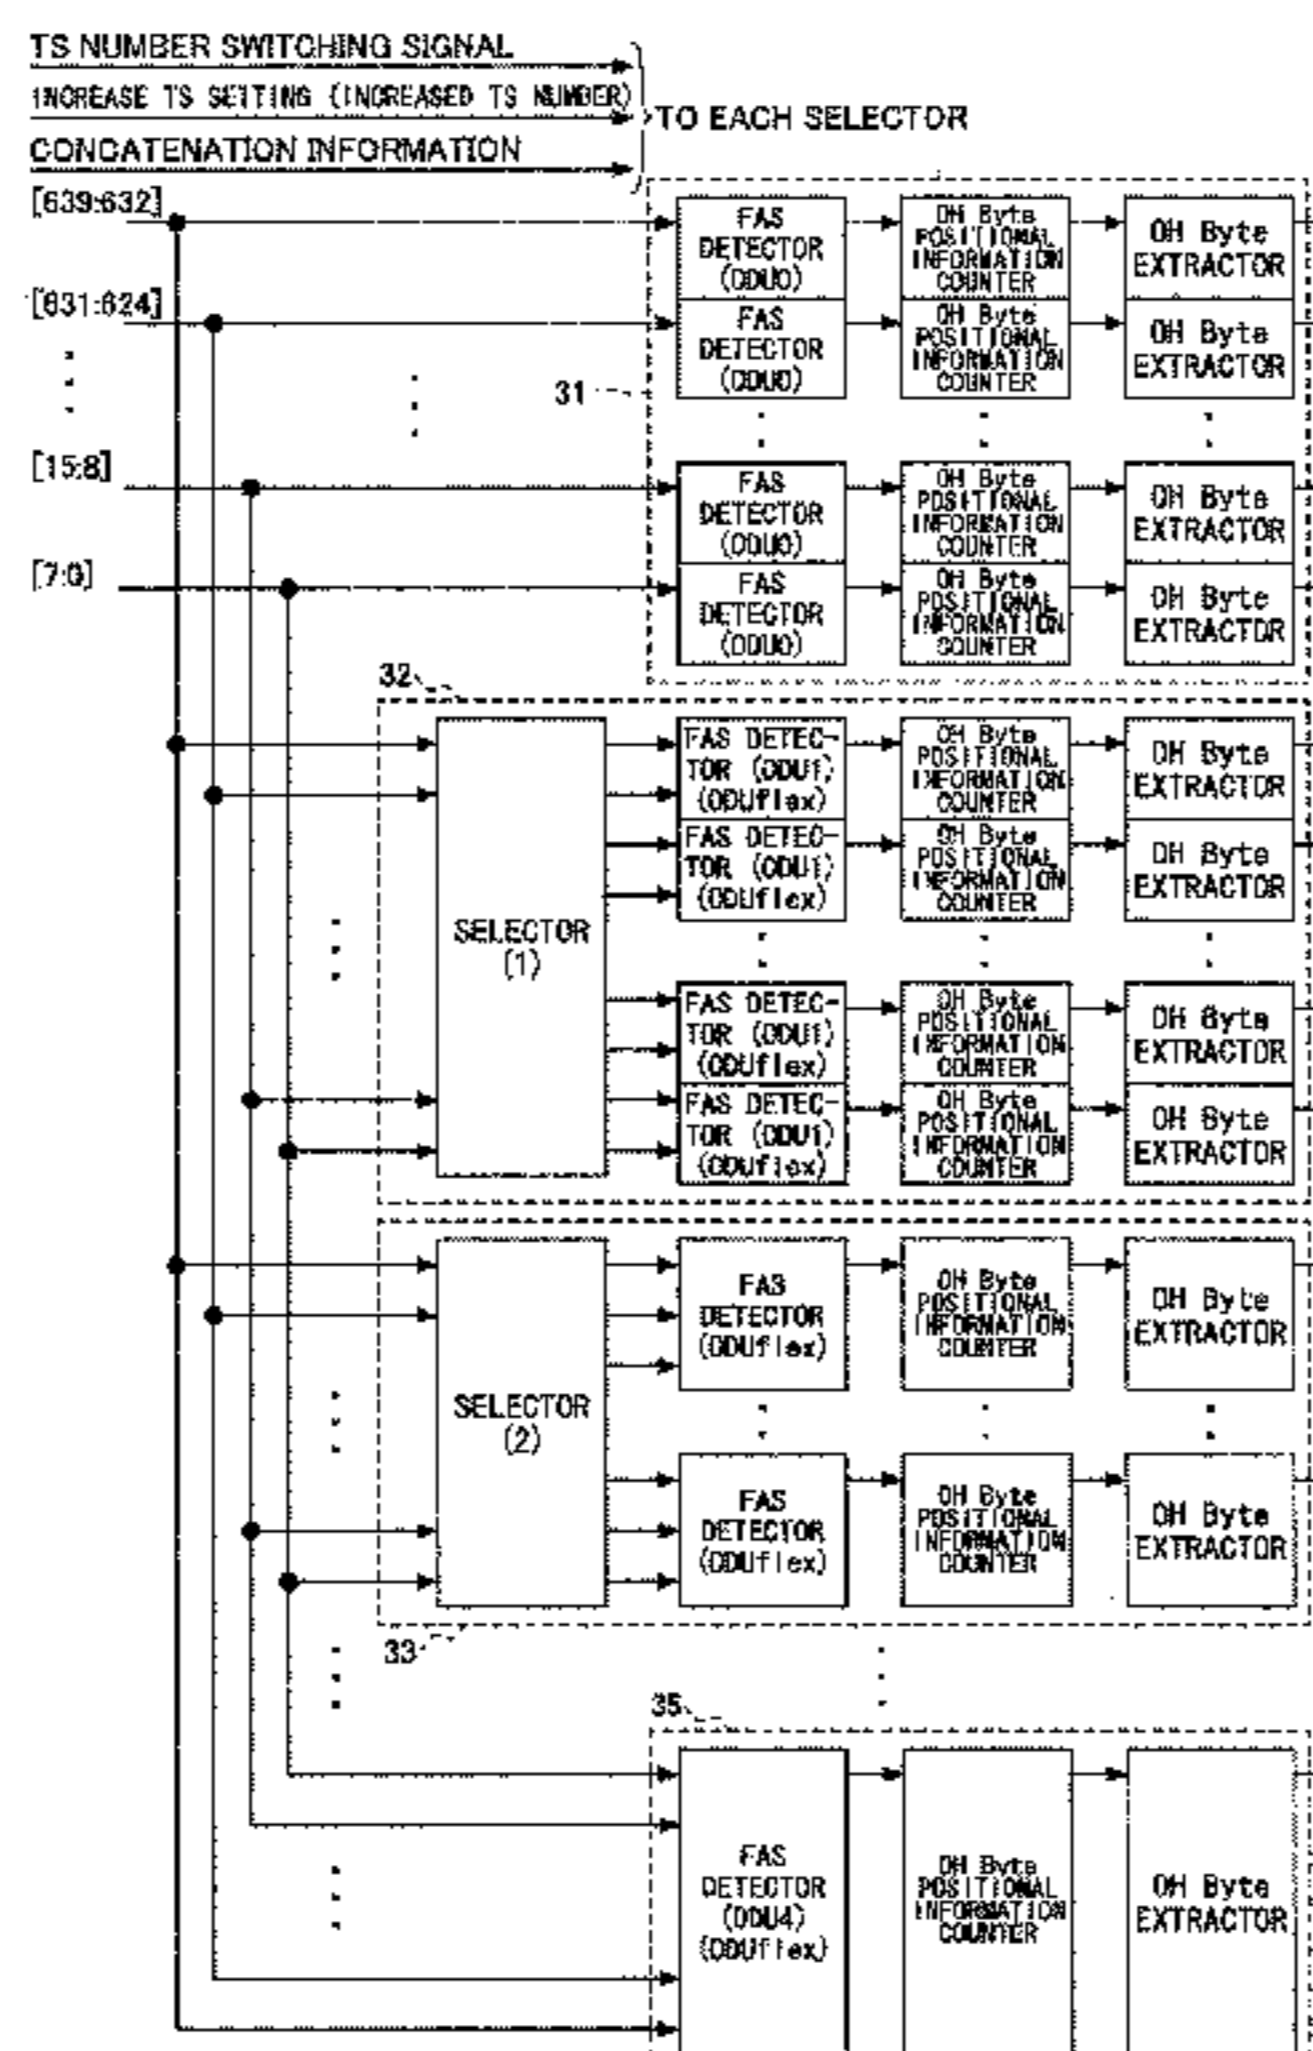 TS NUMBER SWITCHING SIGNAL
INCREASE TS SETTING (INCREASED TS NUMBER)
TO EACH SELECTOR
CONCATENATION INFORMATION
[639:632]
FAS
DETECTOR
(ODU0)
OH Byte
POSITIONAL
INFORMATION
COUNTER
OH Byte
EXTRACTOR
[631:624]
FAS
DETECTOR
(ODU0)
OH Byte
POSITIONAL
INFORMATION
COUNTER
OH Byte
EXTRACTOR
31
[15:8]
FAS
DETECTOR
(ODU0)
OH Byte
POSITIONAL
INFORMATION
COUNTER
OH Byte
EXTRACTOR
[7:0]
FAS
DETECTOR
(ODU0)
OH Byte
POSITIONAL
INFORMATION
COUNTER
OH Byte
EXTRACTOR
32
SELECTOR
(1)
FAS DETEC-
TOR (ODU1)
(ODUflex)
OH Byte
POSITIONAL
INFORMATION
COUNTER
OH Byte
EXTRACTOR
FAS DETEC-
TOR (ODU1)
(ODUflex)
OH Byte
POSITIONAL
INFORMATION
COUNTER
OH Byte
EXTRACTOR
FAS DETEC-
TOR (ODU1)
(ODUflex)
OH Byte
POSITIONAL
INFORMATION
COUNTER
OH Byte
EXTRACTOR
FAS DETEC-
TOR (ODU1)
(ODUflex)
OH Byte
POSITIONAL
INFORMATION
COUNTER
OH Byte
EXTRACTOR
SELECTOR
(2)
FAS
DETECTOR
(ODUflex)
OH Byte
POSITIONAL
INFORMATION
COUNTER
OH Byte
EXTRACTOR
FAS
DETECTOR
(ODUflex)
OH Byte
POSITIONAL
INFORMATION
COUNTER
OH Byte
EXTRACTOR
33
35
FAS
DETECTOR
(ODU4)
(ODUflex)
OH Byte
POSITIONAL
INFORMATION
COUNTER
OH Byte
EXTRACTOR